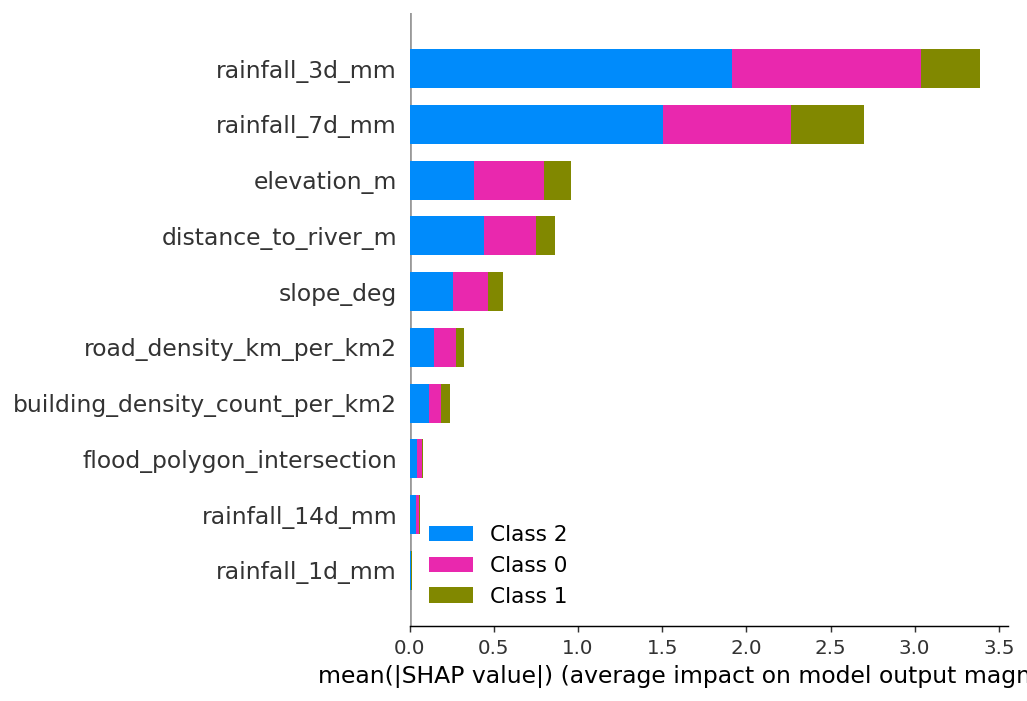 rainfall_3d_mm
rainfall_7d_mm
elevation_m
distance_to_river_m
slope_deg
road_density_km_per_km2
building_density_count_per_km2
flood_polygon_intersection
rainfall_14d_mm
rainfall_1d_mm
Class 2
Class 0
Class 1
0.0 0.5 1.0 1.5 2.0 2.5 3.0 3.5
mean(|SHAP value|) (average impact on model output magn